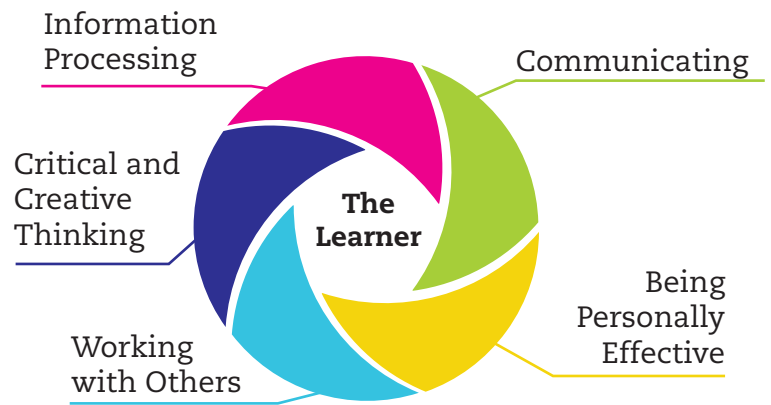 Information
Processing
Communicating
Critical and
Creative
Thinking
The
Learner
Being
Personally
Effective
Working
with Others